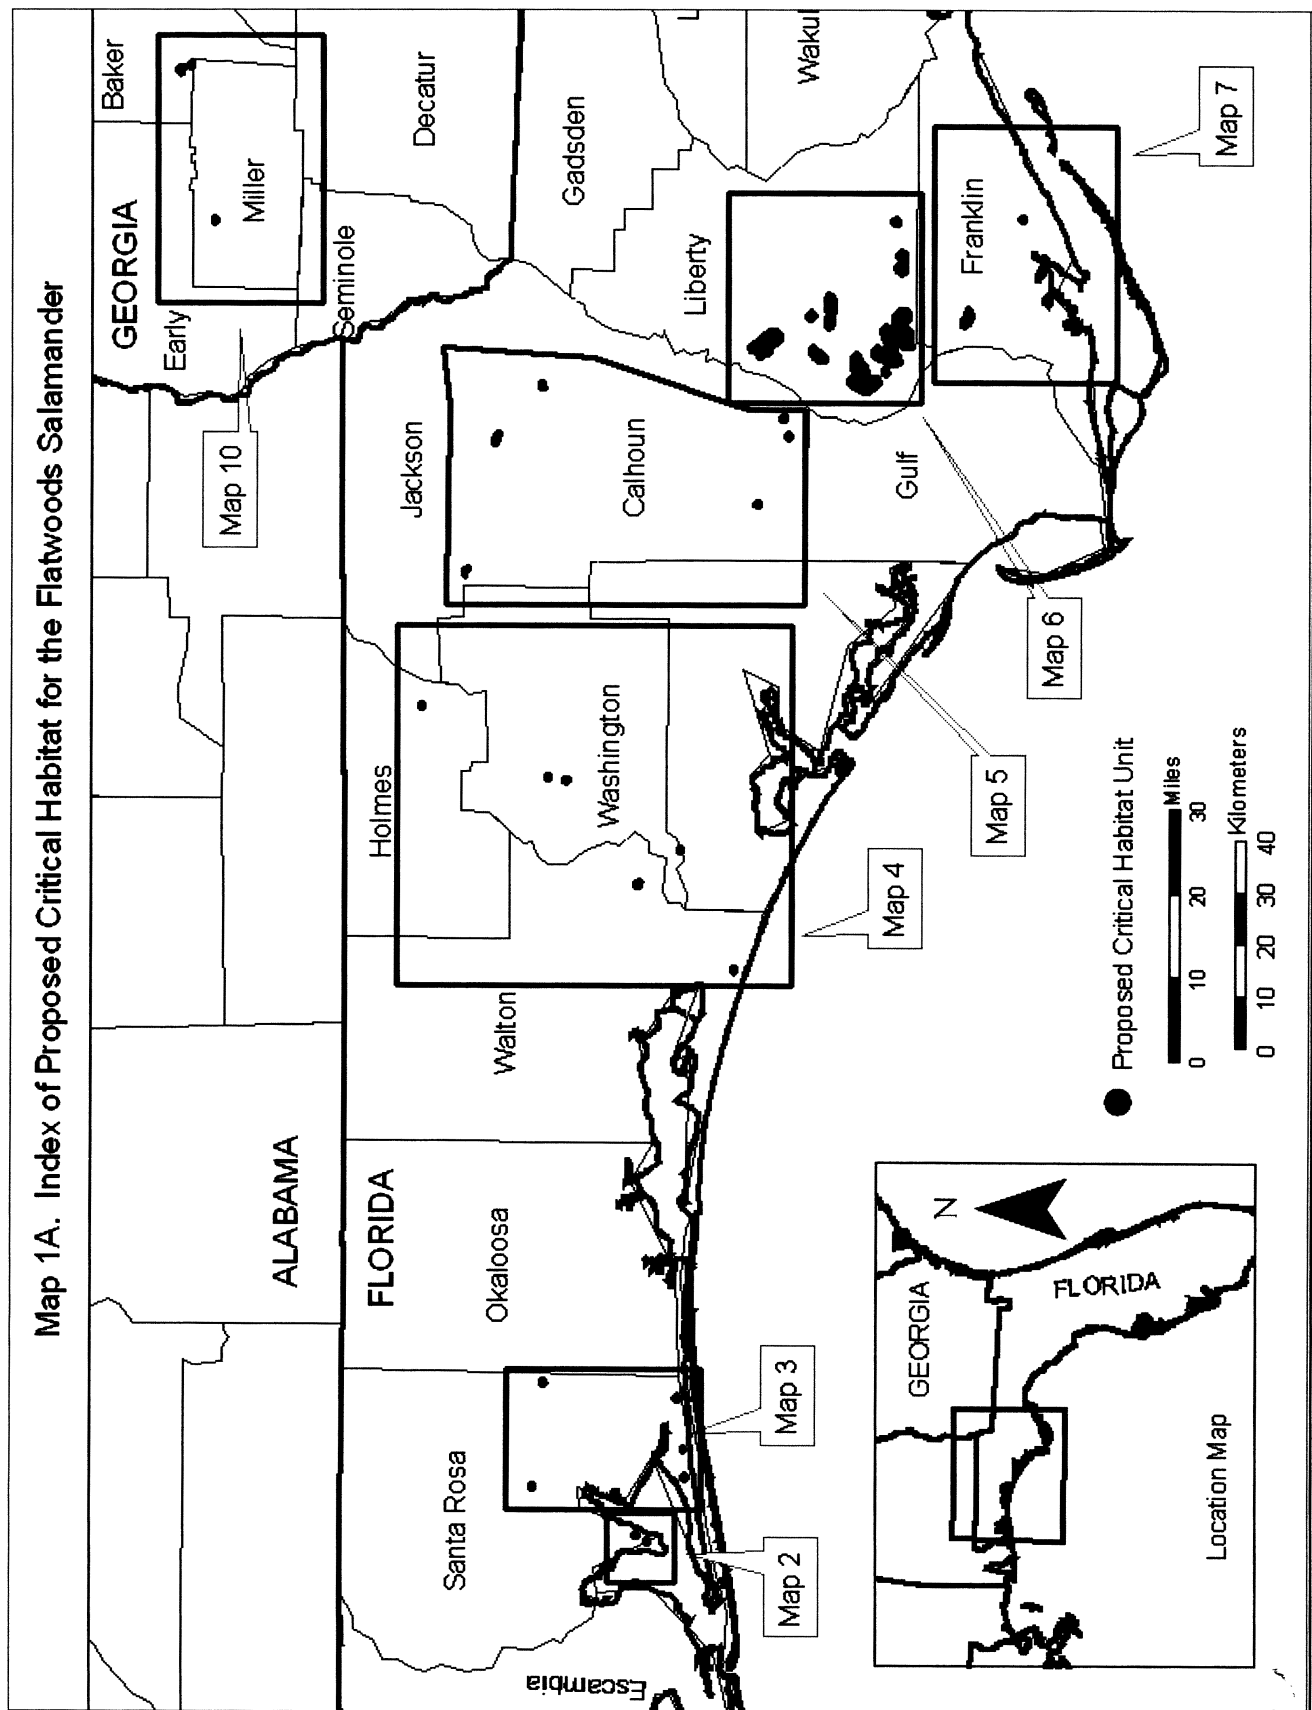 Map 1A. Index of Proposed Critical Habitat for the Flatwoods Salamander
GEORGIA
Baker
Early
Miller
Map 10
Seminole
Decatur
ALABAMA
FLORIDA
Holmes
Jackson
Gadsden
Santa Rosa
Okaloosa
Walton
Washington
Calhoun
Liberty
L
Wakul
Escambia
Gulf
Franklin
Map 2
Map 3
Map 4
Map 5
Map 6
Map 7
Proposed Critical Habitat Unit
0 10 20 30 Miles
0 10 20 30 40 Kilometers
N
GEORGIA
FLORIDA
Location Map